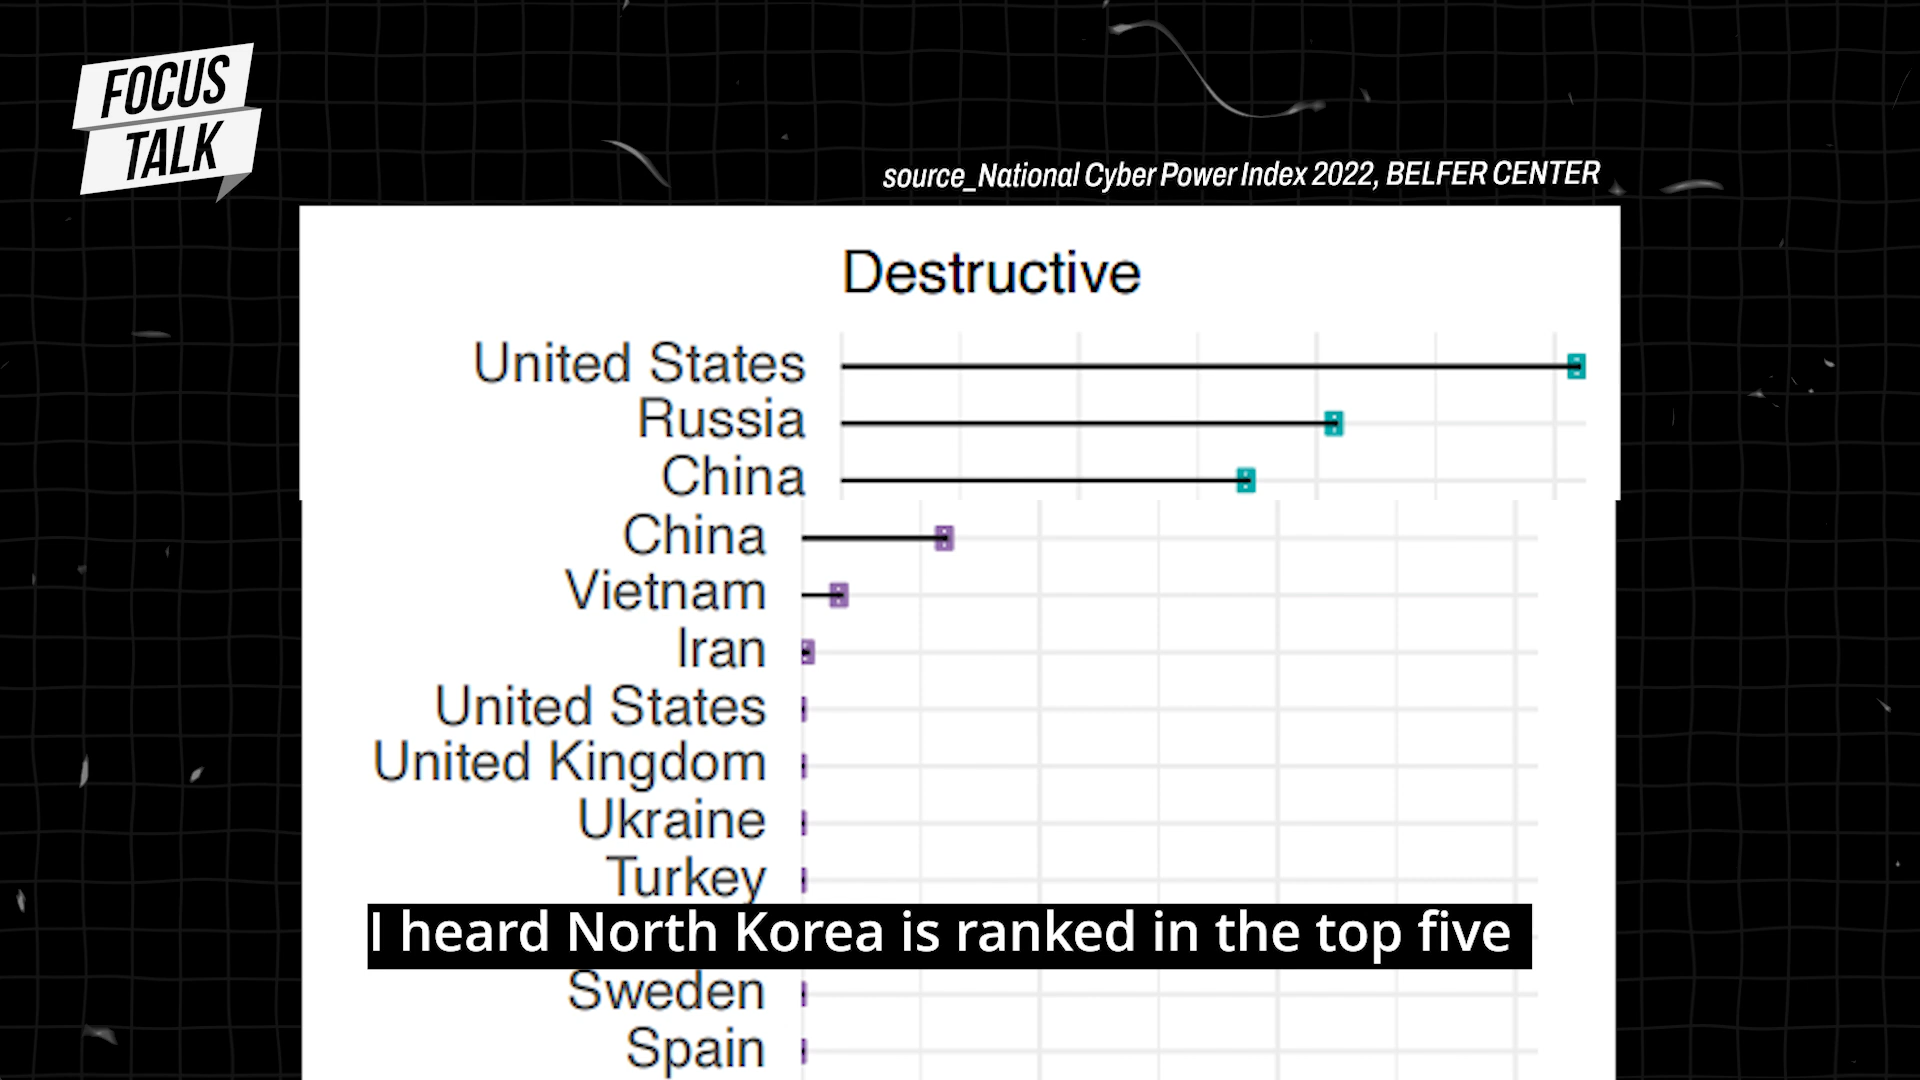 FOCUS
TALK
source_National Cyber Power Index 2022, BELFER CENTER
Destructive
United States
Russia
China
China
Vietnam
Iran
United States
United Kingdom
Ukraine
Turkey
I heard North Korea is ranked in the top five
Sweden
Spain